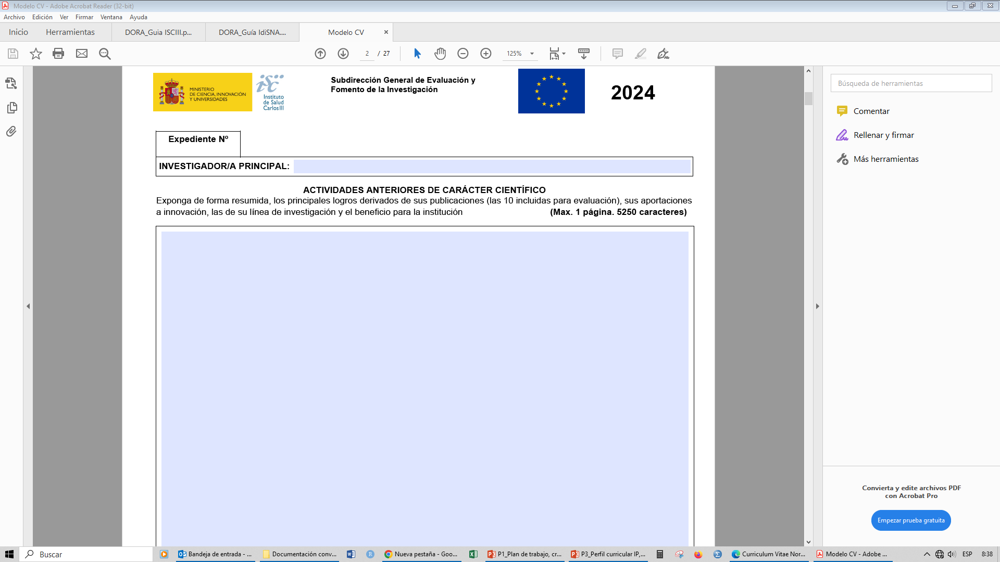 Modelo CV - Adobe Acrobat Reader (32-bit)
Archivo Edición Ver Firmar Ventana Ayuda
Inicio Herramientas DORA_Guia ISCIII.p... DORA_Guía IdiSNA.... Modelo CV
2 / 27 125%
MINISTERIO
DE CIENCIA, INNOVACIÓN
Y UNIVERSIDADES
isc
Instituto
de Salud
Carlos III
Subdirección General de Evaluación y
Fomento de la Investigación
2024
Expediente Nº
INVESTIGADOR/A PRINCIPAL:
ACTIVIDADES ANTERIORES DE CARÁCTER CIENTÍFICO
Exponga de forma resumida, los principales logros derivados de sus publicaciones (las 10 incluidas para evaluación), sus aportaciones
a innovación, las de su línea de investigación y el beneficio para la institución (Max. 1 página. 5250 caracteres)
Búsqueda de herramientas
Comentar
Rellenar y firmar
Más herramientas
Convierta y edite archivos PDF
con Acrobat Pro
Empezar prueba gratuita
Buscar Bandeja de entrada - ... Documentación conv... Nueva pestaña - Goo... P1_Plan de trabajo, cr... P3_Perfil curricular IP,... Curriculum Vitae Nor... Modelo CV - Adobe ... ESP 8:38